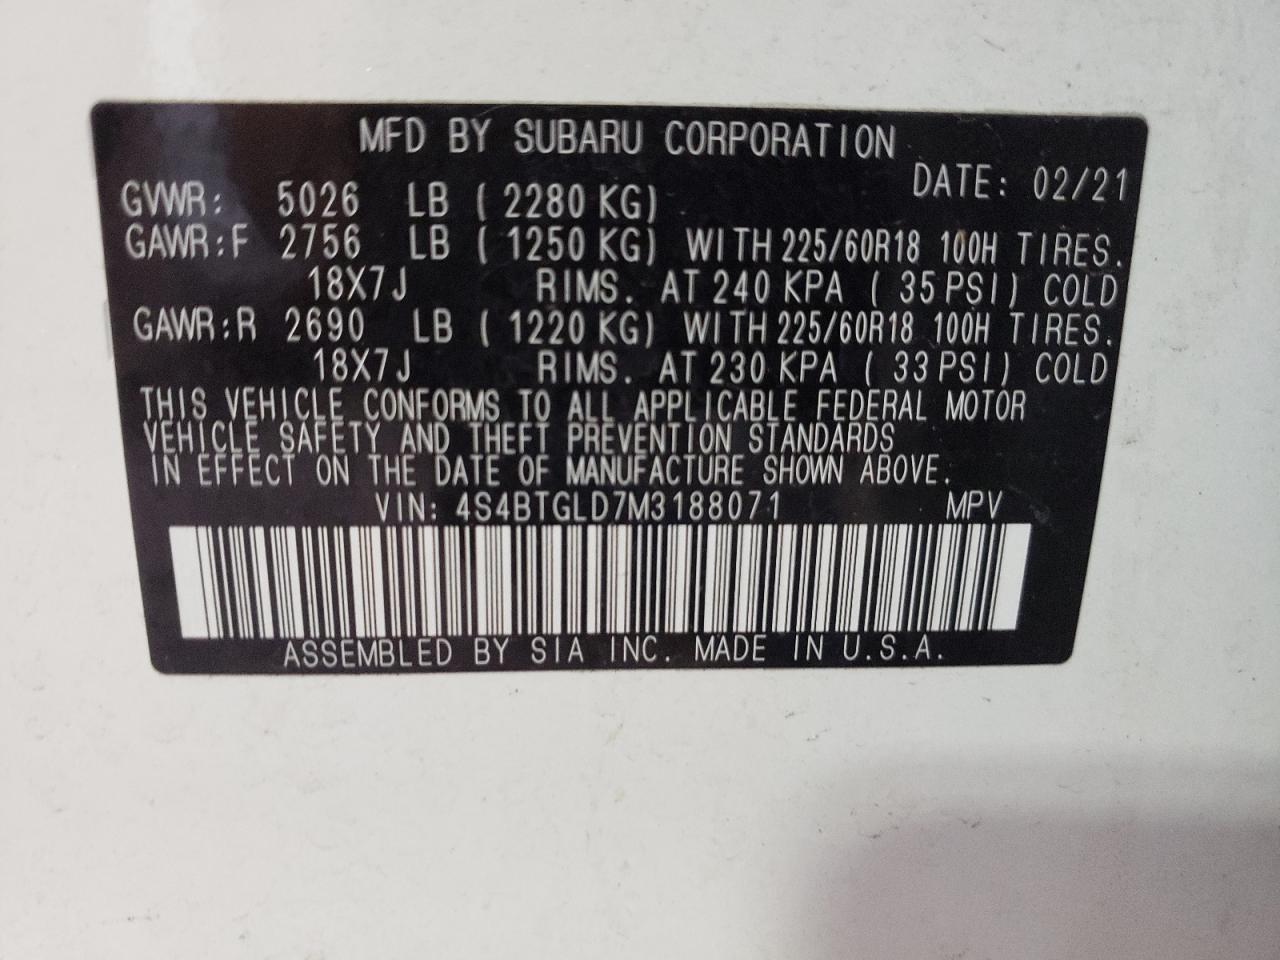 MFD BY SUBARU CORPORATION
DATE: 02/21
GVWR: 5026 LB ( 2280 KG)
GAWR:F 2756 LB ( 1250 KG) WITH 225/60R18 100H TIRES.
18X7J RIMS. AT 240 KPA ( 35 PSI) COLD
GAWR:R 2690 LB ( 1220 KG) WITH 225/60R18 100H TIRES.
18X7J RIMS. AT 230 KPA ( 33 PSI) COLD
THIS VEHICLE CONFORMS TO ALL APPLICABLE FEDERAL MOTOR
VEHICLE SAFETY AND THEFT PREVENTION STANDARDS
IN EFFECT ON THE DATE OF MANUFACTURE SHOWN ABOVE.
VIN: 4S4BTGLD7M3188071 MPV
ASSEMBLED BY SIA INC. MADE IN U.S.A.